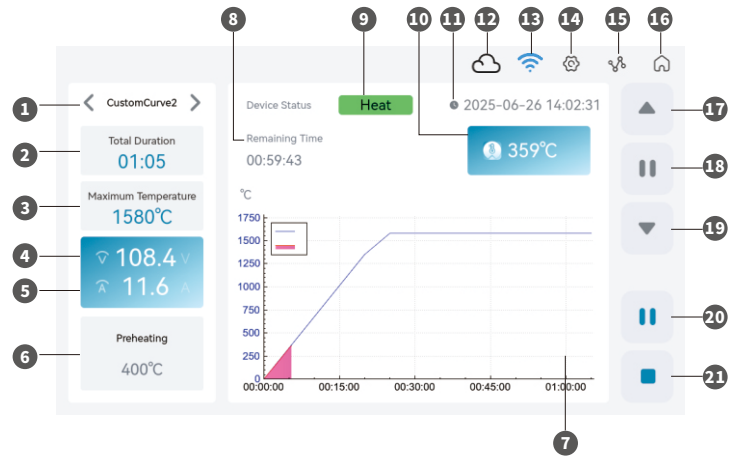 8 9 10 11 12 13 14 15 16
1 CustomCurve2
Device Status Heat 2025-06-26 14:02:31
17
2 Total Duration
01:05
Remaining Time
00:59:43
359℃
18
3 Maximum Temperature
1580℃
℃
19
4 108.4 V
5 11.6 A
6 Preheating
400℃
1750
1500
1250
1000
750
500
250
0
00:00:00 00:15:00 00:30:00 00:45:00 01:00:00
20
21
7